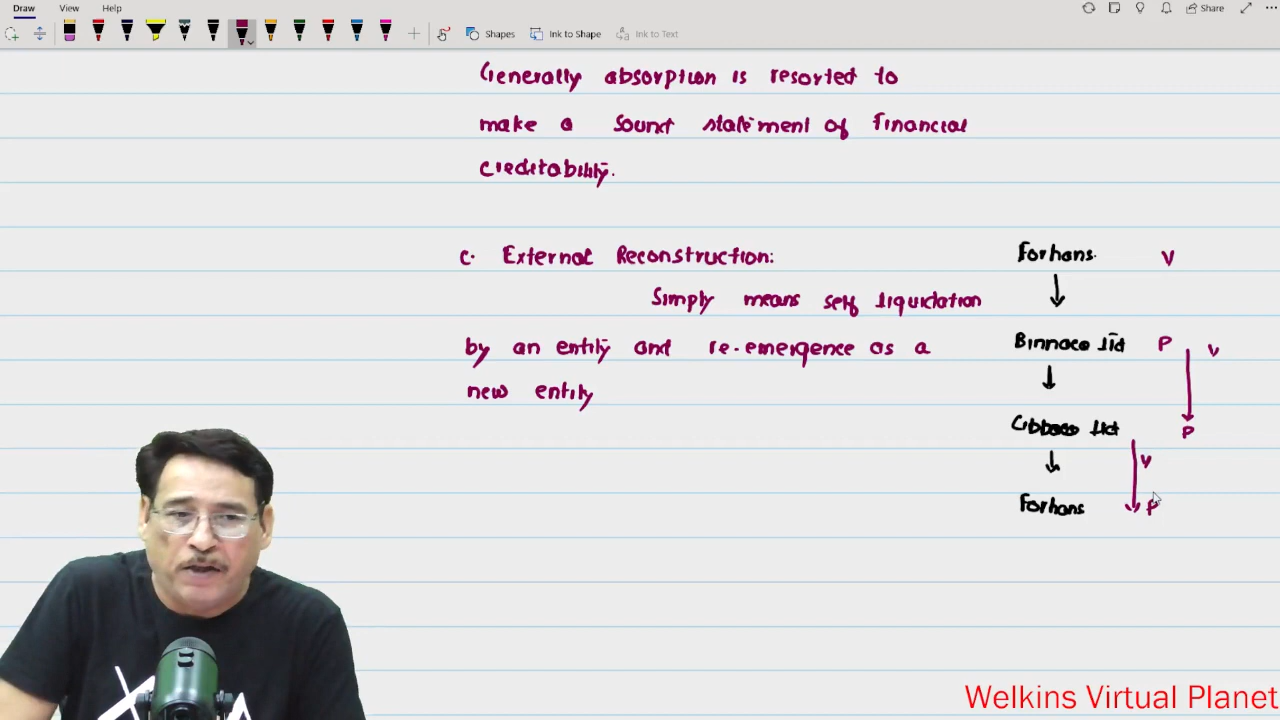 Draw View Help
Share
Shapes Ink to Shape Ink to Text
Generally absorption is resorted to
make a sound statement of financial
creditability.
c. External Reconstruction:
Simply means self liquidation
by an entity and re-emergence as a
new entity
Forhans. V
Binnaca ltd P V
P
Cibbaca ltd
V
Forhans P
Welkins Virtual Planet